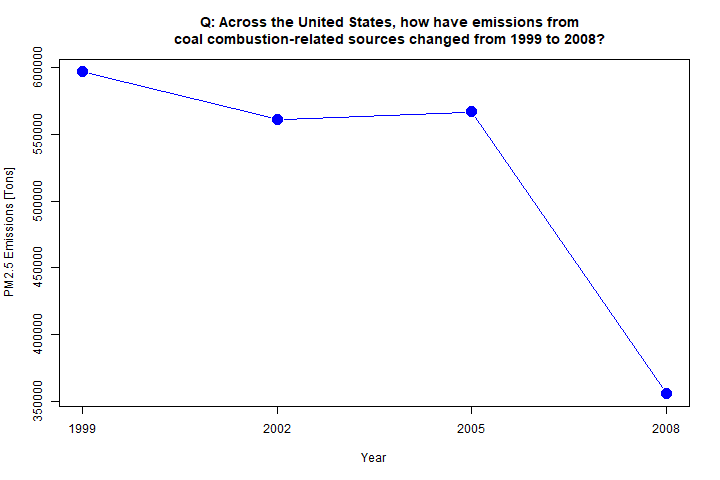 Q: Across the United States, how have emissions from
coal combustion-related sources changed from 1999 to 2008?
PM2.5 Emissions [Tons]
600000
550000
500000
450000
400000
350000
1999 2002 2005 2008
Year